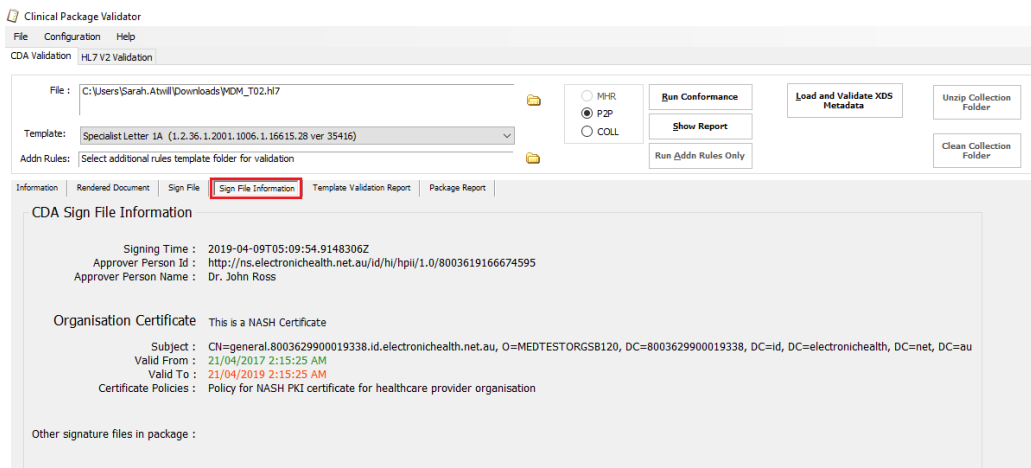 Clinical Package Validator
File Configuration Help
CDA Validation HL7 V2 Validation
File : C:\Users\Sarah.Atwill\Downloads\MDM_T02.hl7
MHR
P2P
COLL
Run Conformance
Show Report
Run Addn Rules Only
Load and Validate XDS
Metadata
Unzip Collection
Folder
Clean Collection
Folder
Template: Specialist Letter 1A (1.2.36.1.2001.1006.1.16615.28 ver 35416)
Addn Rules: Select additional rules template folder for validation
Information Rendered Document Sign File Sign File Information Template Validation Report Package Report
CDA Sign File Information
Signing Time : 2019-04-09T05:09:54.9148306Z
Approver Person Id : http://ns.electronichealth.net.au/id/hi/hpii/1.0/8003619166674595
Approver Person Name : Dr. John Ross
Organisation Certificate This is a NASH Certificate
Subject : CN=general.8003629900019338.id.electronichealth.net.au, O=MEDTESTORGSB120, DC=8003629900019338, DC=id, DC=electronichealth, DC=net, DC=au
Valid From : 21/04/2017 2:15:25 AM
Valid To : 21/04/2019 2:15:25 AM
Certificate Policies : Policy for NASH PKI certificate for healthcare provider organisation
Other signature files in package :